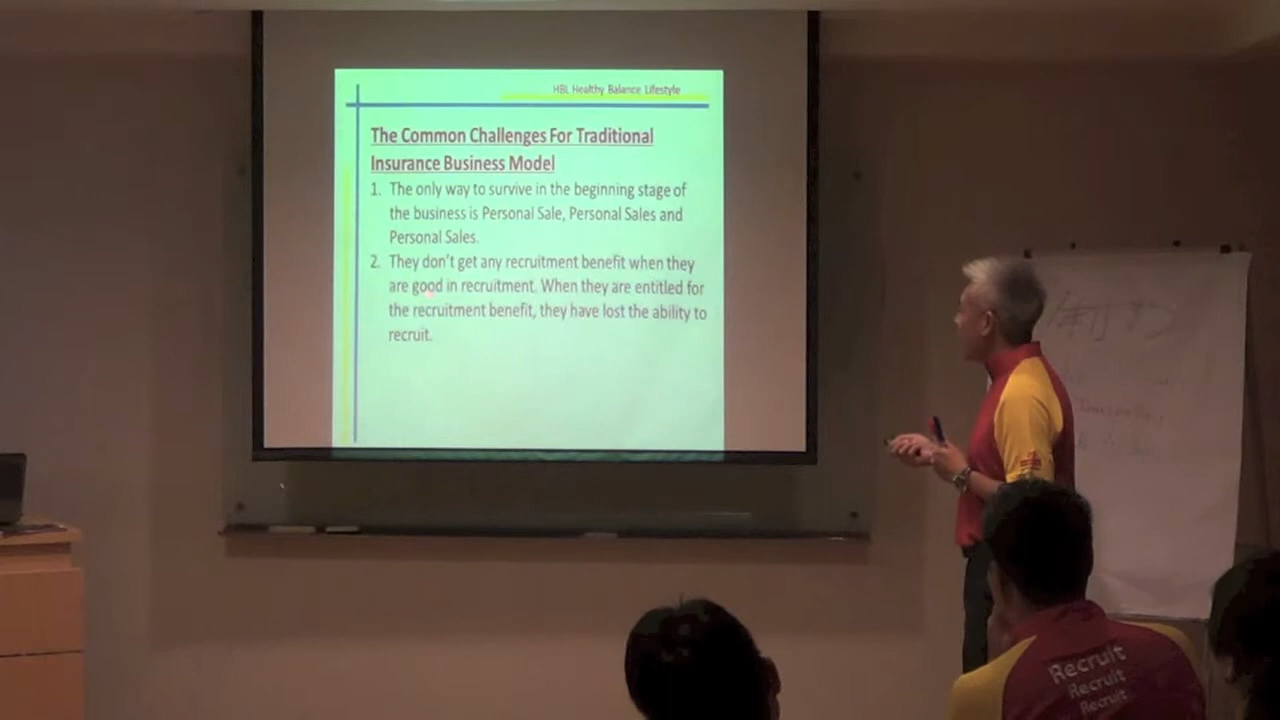 HBL Healthy Balance Lifestyle
The Common Challenges For Traditional
Insurance Business Model
1. The only way to survive in the beginning stage of
the business is Personal Sale, Personal Sales and
Personal Sales.
2. They don't get any recruitment benefit when they
are good in recruitment. When they are entitled for
the recruitment benefit, they have lost the ability to
recruit.
Recruit
Recruit
Recruit